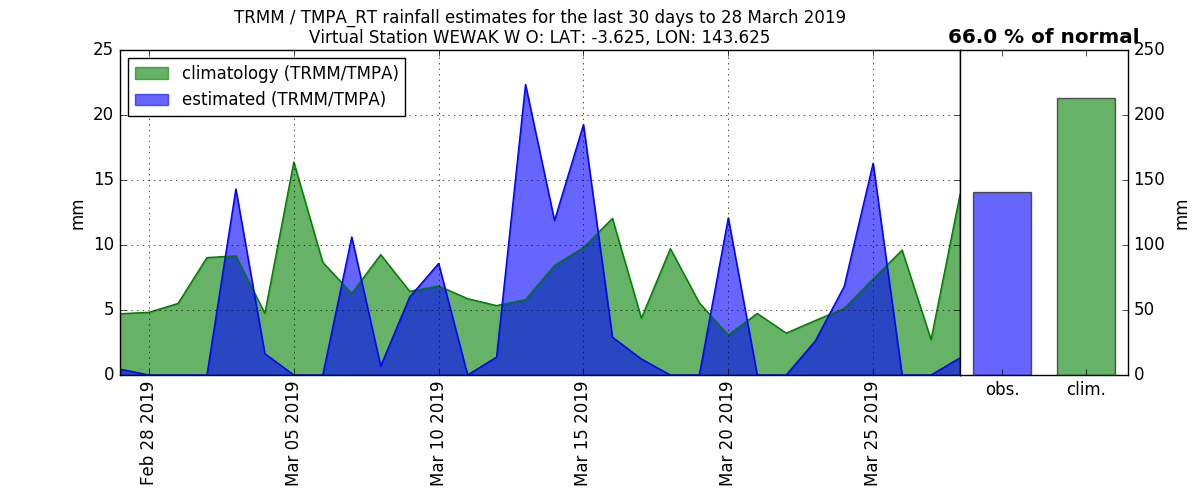 TRMM / TMPA_RT rainfall estimates for the last 30 days to 28 March 2019
Virtual Station WEWAK W O: LAT: -3.625, LON: 143.625
66.0 % of normal
climatology (TRMM/TMPA)
estimated (TRMM/TMPA)
25
20
15
10
5
0
mm
250
200
150
100
50
0
mm
Feb 28 2019
Mar 05 2019
Mar 10 2019
Mar 15 2019
Mar 20 2019
Mar 25 2019
obs.
clim.